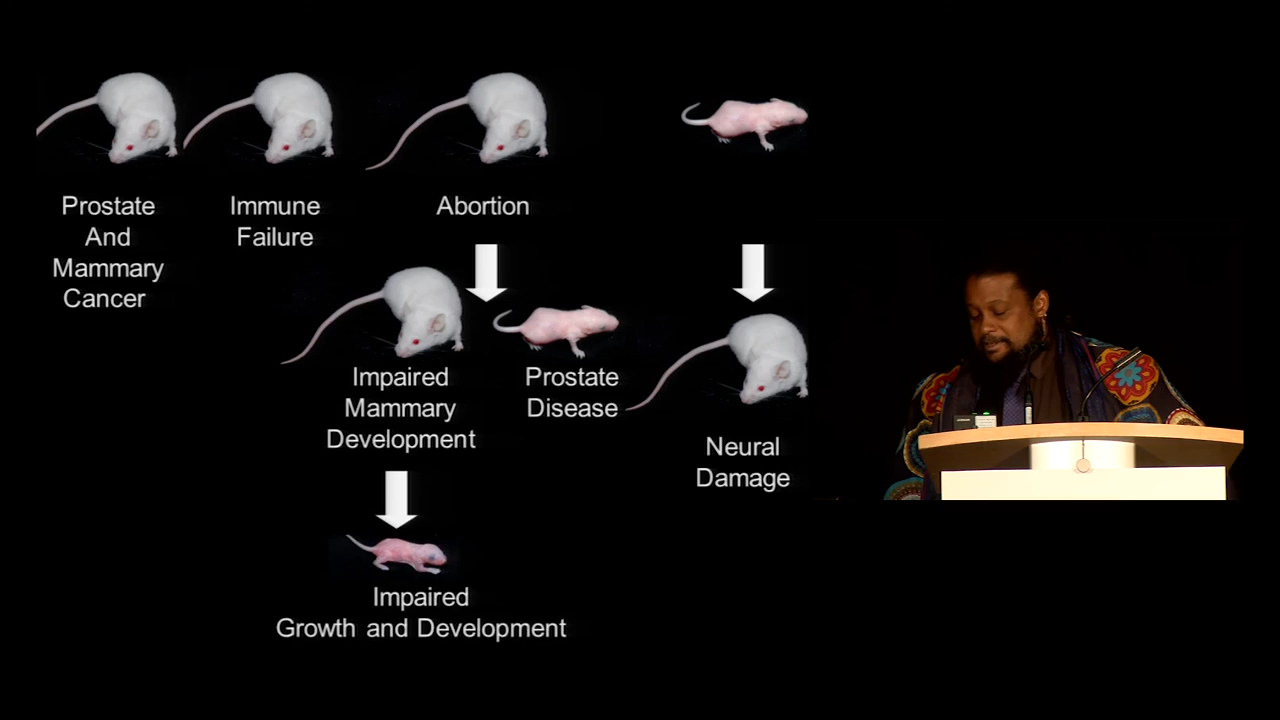 Prostate
And
Mammary
Cancer
Immune
Failure
Abortion
Impaired
Mammary
Development
Prostate
Disease
Neural
Damage
Impaired
Growth and Development